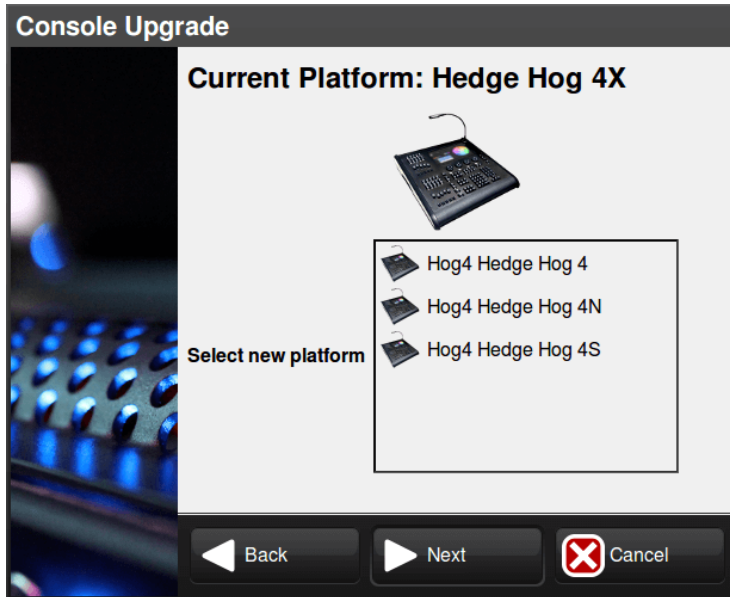 Console Upgrade
Current Platform: Hedge Hog 4X
Hog4 Hedge Hog 4
Hog4 Hedge Hog 4N
Select new platform
Hog4 Hedge Hog 4S
Back
Next
Cancel